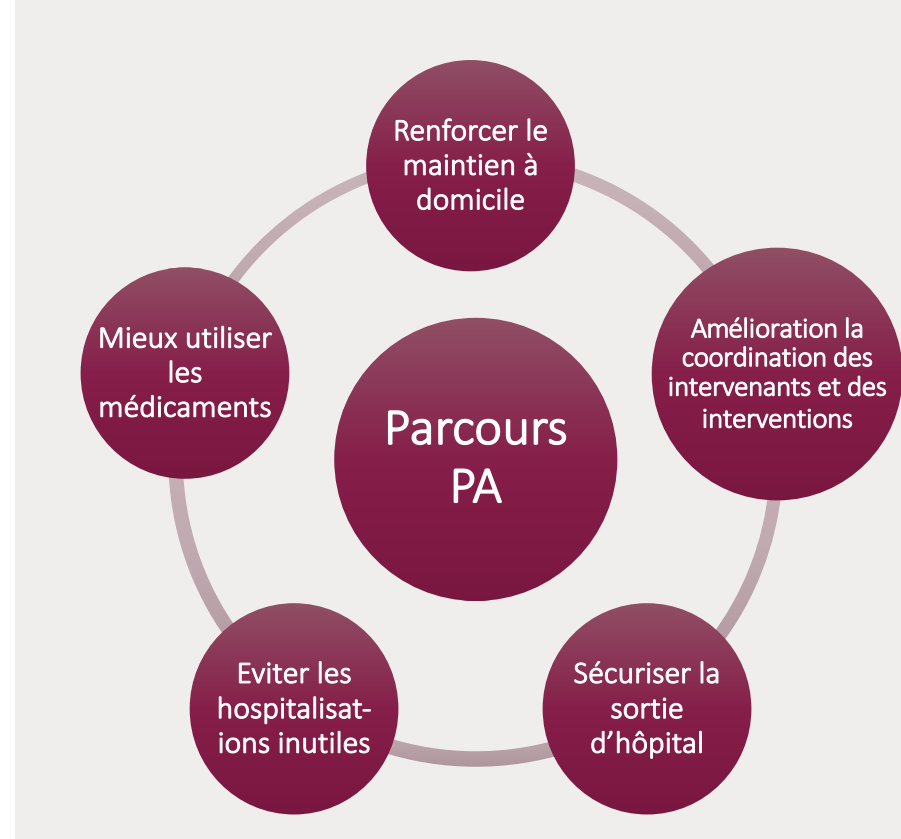 Renforcer le
maintien à
domicile
Amélioration la
coordination des
intervenants et des
interventions
Sécuriser la
sortie
d’hôpital
Eviter les
hospitalisat-
ions inutiles
Mieux utiliser
les
médicaments
Parcours
PA